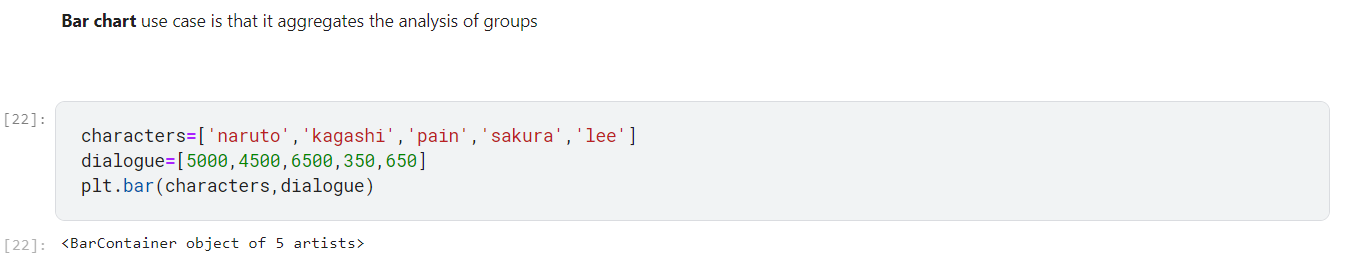 Bar chart use case is that it aggregates the analysis of groups
[22]:
characters=['naruto','kagashi','pain','sakura','lee']
dialogue=[5000,4500,6500,350,650]
plt.bar(characters,dialogue)
[22]: <BarContainer object of 5 artists>